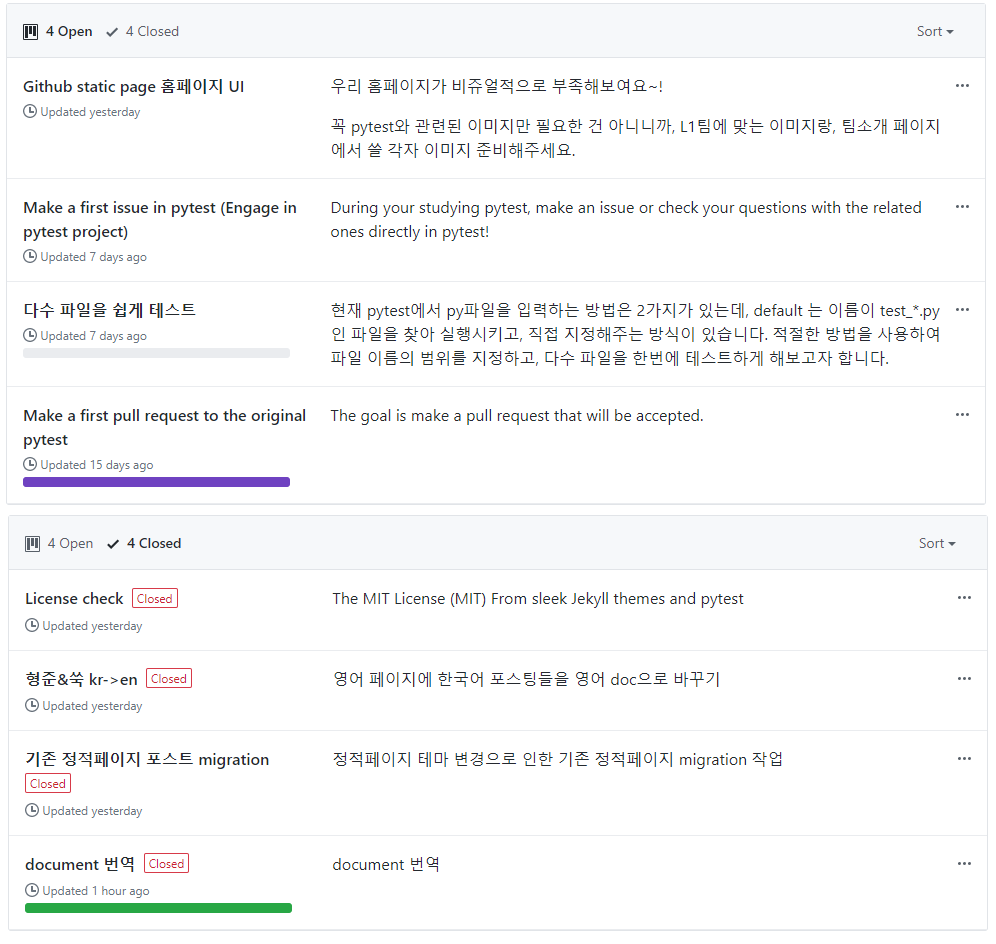 4 Open 4 Closed Sort
Github static page 홈페이지 UI
Updated yesterday
우리 홈페이지가 비쥬얼적으로 부족해보여요~!
꼭 pytest와 관련된 이미지만 필요한 건 아니니까, L1팀에 맞는 이미지랑, 팀소개 페이지
에서 쓸 각자 이미지 준비해주세요.
Make a first issue in pytest (Engage in
pytest project)
Updated 7 days ago
During your studying pytest, make an issue or check your questions with the related
ones directly in pytest!
다수 파일을 쉽게 테스트
Updated 7 days ago
현재 pytest에서 py파일을 입력하는 방법은 2가지가 있는데, default 는 이름이 test_*.py
인 파일을 찾아 실행시키고, 직접 지정해주는 방식이 있습니다. 적절한 방법을 사용하여
파일 이름의 범위를 지정하고, 다수 파일을 한번에 테스트하게 해보고자 합니다.
Make a first pull request to the original
pytest
Updated 15 days ago
The goal is make a pull request that will be accepted.
4 Open 4 Closed Sort
License check Closed
Updated yesterday
The MIT License (MIT) From sleek Jekyll themes and pytest
형준&쑥 kr->en Closed
Updated yesterday
영어 페이지에 한국어 포스팅들을 영어 doc으로 바꾸기
기존 정적페이지 포스트 migration
Closed
Updated yesterday
정적페이지 테마 변경으로 인한 기존 정적페이지 migration 작업
document 번역 Closed
Updated 1 hour ago
document 번역